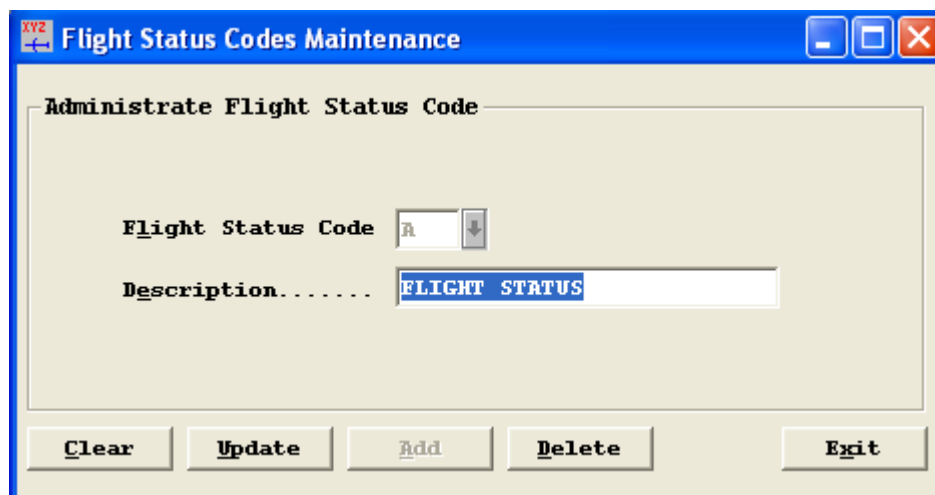 XYZ
Flight Status Codes Maintenance
Administrate Flight Status Code
Flight Status Code A
Description....... FLIGHT STATUS
Clear Update Add Delete Exit